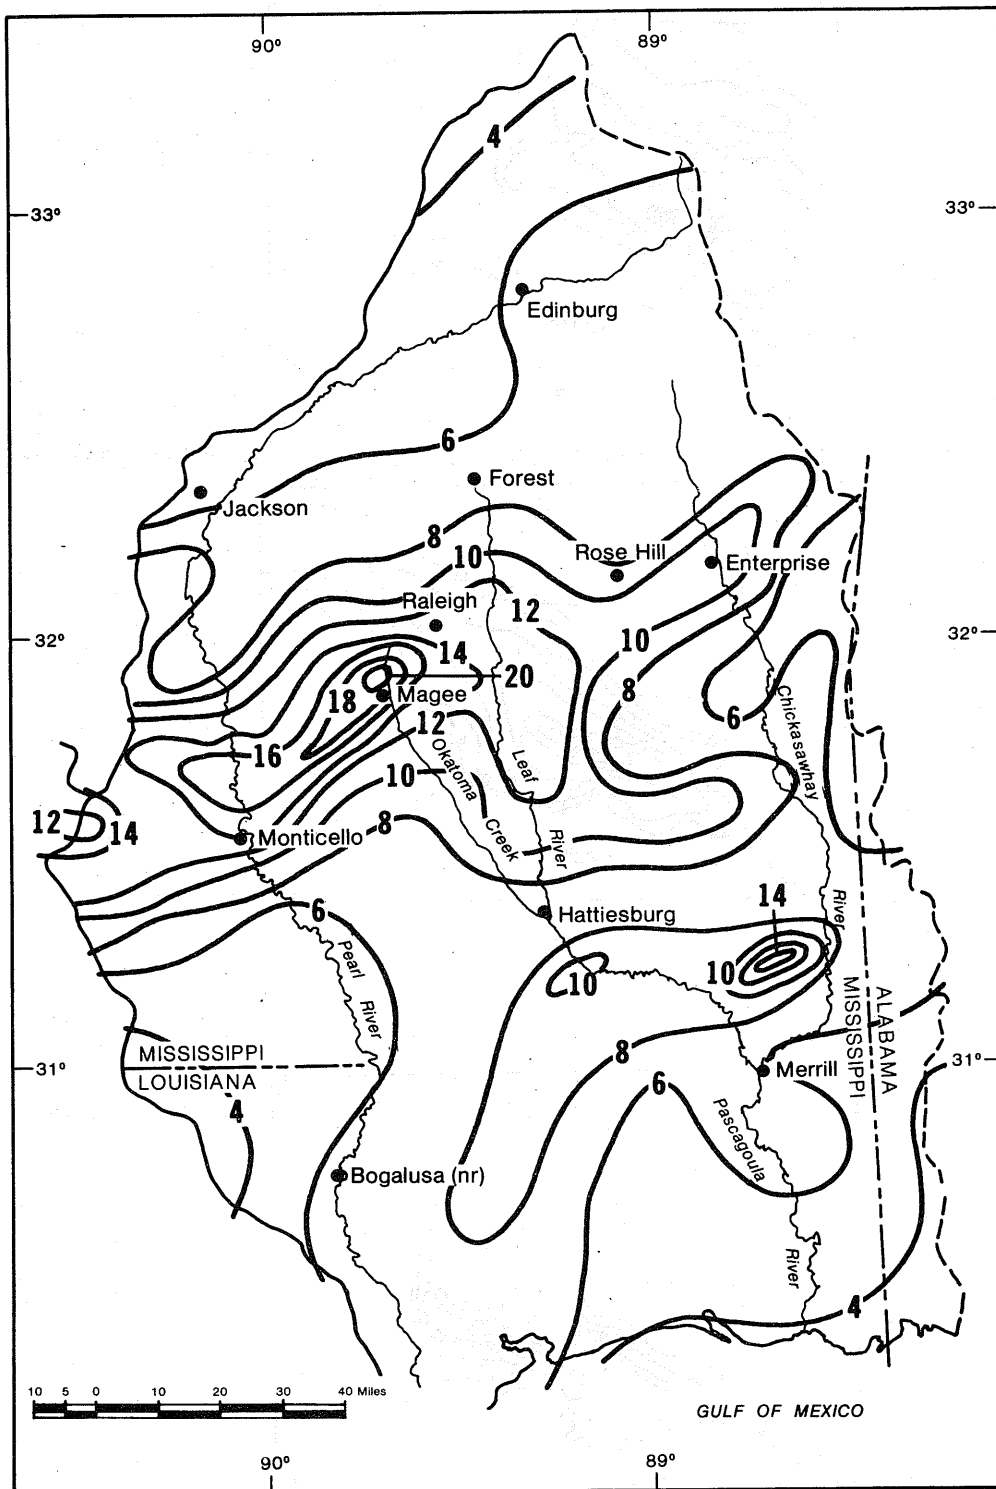 90°
89°
4
33°
33°
Edinburg
6
Forest
Jackson
8
Rose Hill
10
Enterprise
Raleigh
12
32°
32°
10
14
20
8
18
Magee
6
12
Chickasawhay
16
Okatoma
Leaf
10
12
14
8
Monticello
Creek
River
6
Hattiesburg
14
River
Pearl
10
10
River
MISSISSIPPI
ALABAMA
MISSISSIPPI
LOUISIANA
8
31°
31°
Merrill
6
4
Pascagoula
Bogalusa (nr)
River
4
10 5 0 10 20 30 40 Miles
GULF OF MEXICO
90°
89°